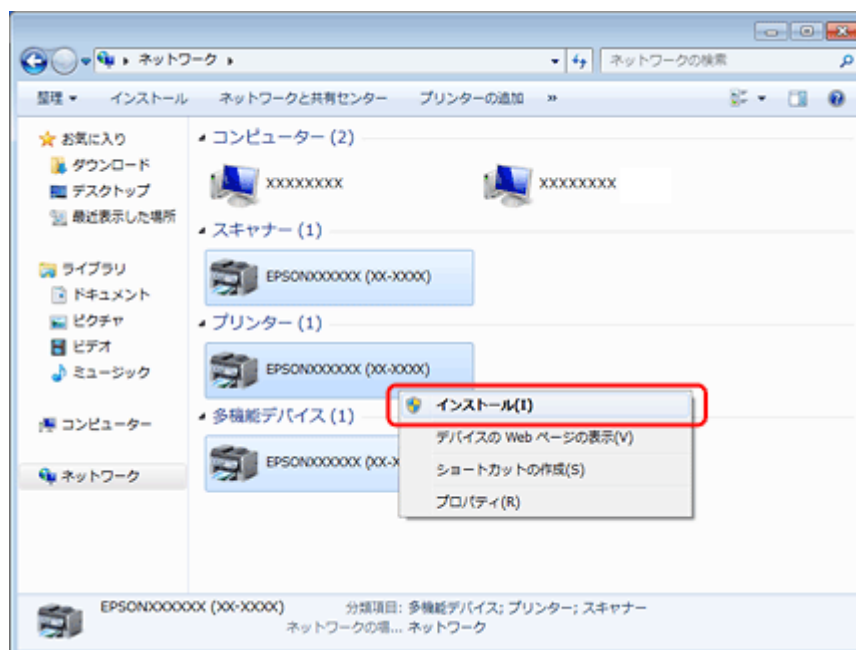 ネットワーク
ネットワークの検索
整理 インストール ネットワークと共有センター プリンターの追加 »
お気に入り
ダウンロード
デスクトップ
最近表示した場所
ライブラリ
ドキュメント
ピクチャ
ビデオ
ミュージック
コンピューター
ネットワーク
コンピューター (2)
XXXXXXXX
XXXXXXXX
スキャナー (1)
EPSONXXXXXX (XX-XXXX)
プリンター (1)
EPSONXXXXXX (XX-XXXX)
多機能デバイス (1)
EPSONXXXXXX (XX-X
インストール(I)
デバイスの Web ページの表示(V)
ショートカットの作成(S)
プロパティ(R)
EPSONXXXXXX (XX-XXXX) 分類項目: 多機能デバイス; プリンター; スキャナー
ネットワークの場... ネットワーク